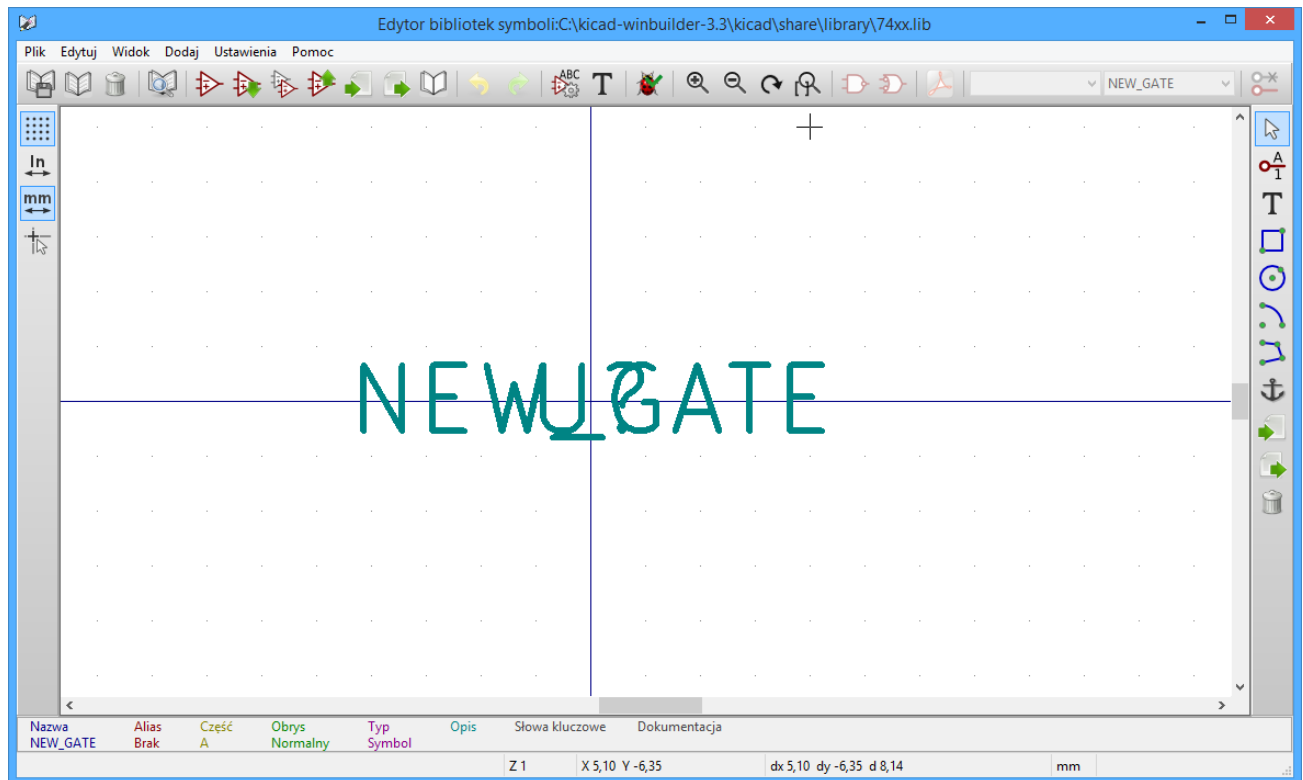 Edytor bibliotek symboli:C:\kicad-winbuilder-3.3\kicad\share\library\74xx.lib
Plik Edytuj Widok Dodaj Ustawienia Pomoc
ABC T NEW_GATE
In
mm
A
1
T
NEW_GATE
U?
Nazwa Alias Część Obrys Typ Opis Słowa kluczowe Dokumentacja
NEW_GATE Brak A Normalny Symbol
Z 1 X 5,10 Y -6,35 dx 5,10 dy -6,35 d 8,14 mm